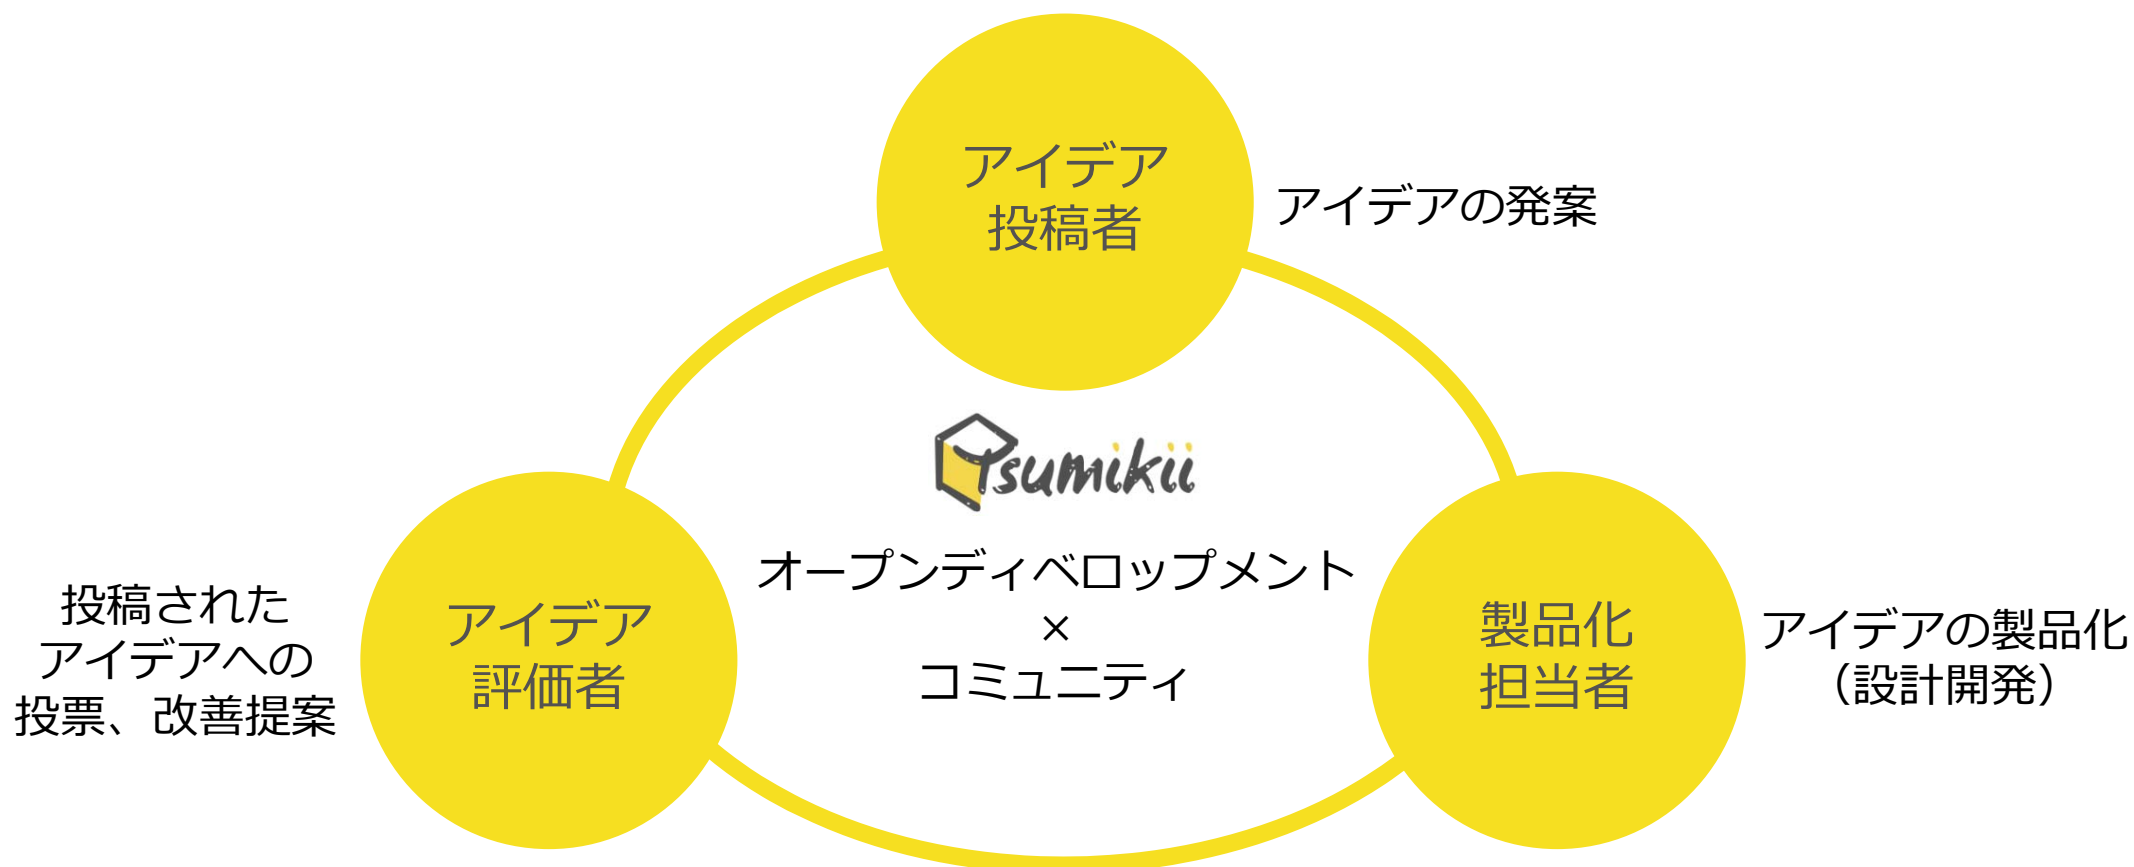 アイデア
投稿者
アイデアの発案
Tsumikii
オープンディベロップメント
×
コミュニティ
投稿された
アイデアへの
投票、改善提案
アイデア
評価者
製品化
担当者
アイデアの製品化
（設計開発）